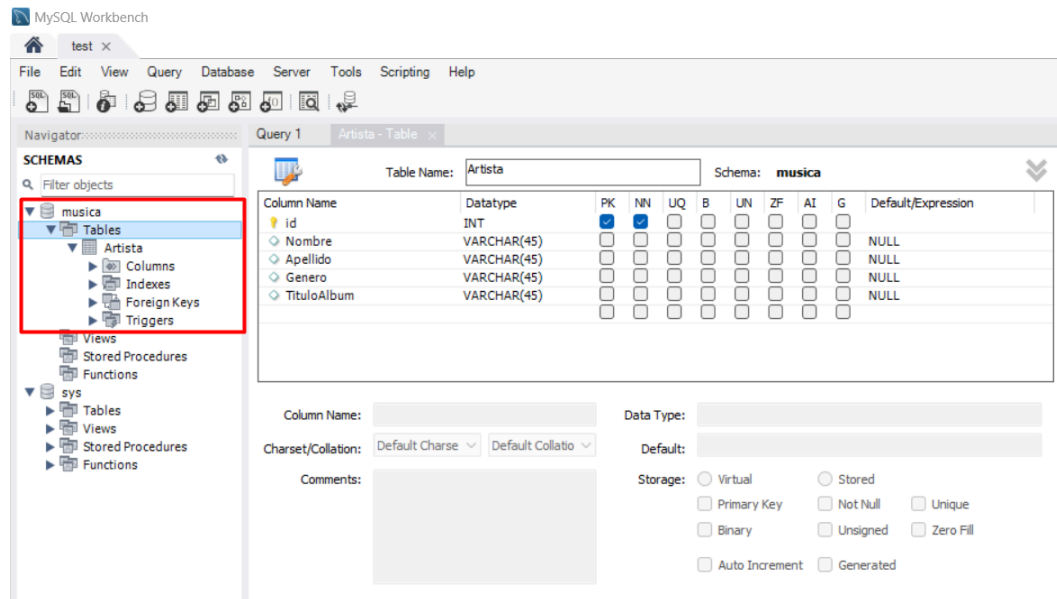 MySQL Workbench
test
File Edit View Query Database Server Tools Scripting Help
Navigator
SCHEMAS
Filter objects
musica
Tables
Artista
Columns
Indexes
Foreign Keys
Triggers
Views
Stored Procedures
Functions
sys
Tables
Views
Stored Procedures
Functions
Query 1 Artista - Table
Table Name: Artista Schema: musica
Column Name Datatype PK NN UQ B UN ZF AI G Default/Expression
id INT
Nombre VARCHAR(45) NULL
Apellido VARCHAR(45) NULL
Genero VARCHAR(45) NULL
TituloAlbum VARCHAR(45) NULL
Column Name: Data Type:
Charset/Collation: Default Charse Default Collatio Default:
Comments: Storage: Virtual Stored
Primary Key Not Null Unique
Binary Unsigned Zero Fill
Auto Increment Generated